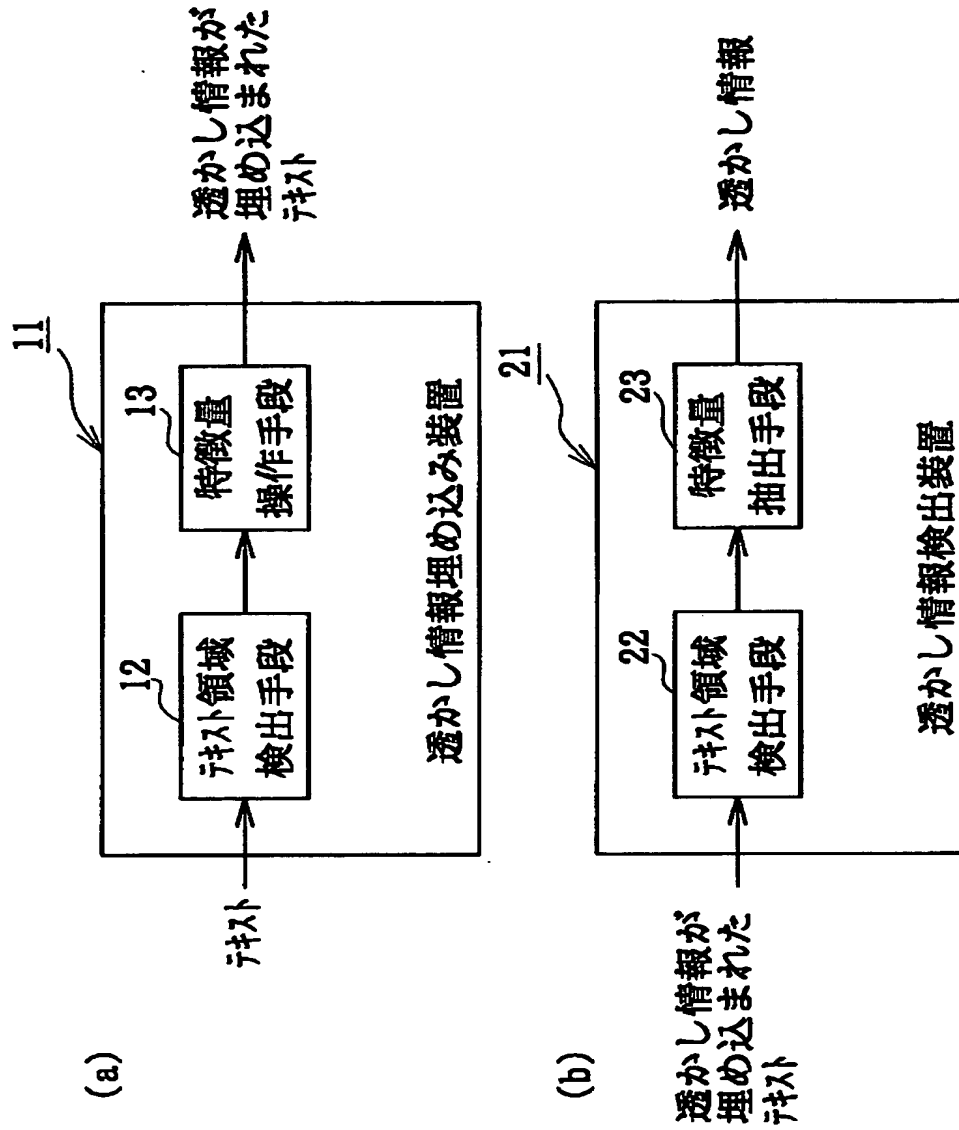 (a)
テキスト
11
12
テキスト領域
検出手段
13
特徴量
操作手段
透かし情報埋め込み装置
透かし情報が
埋め込まれた
テキスト
(b)
透かし情報が
埋め込まれた
テキスト
21
22
テキスト領域
検出手段
23
特徴量
抽出手段
透かし情報検出装置
透かし情報